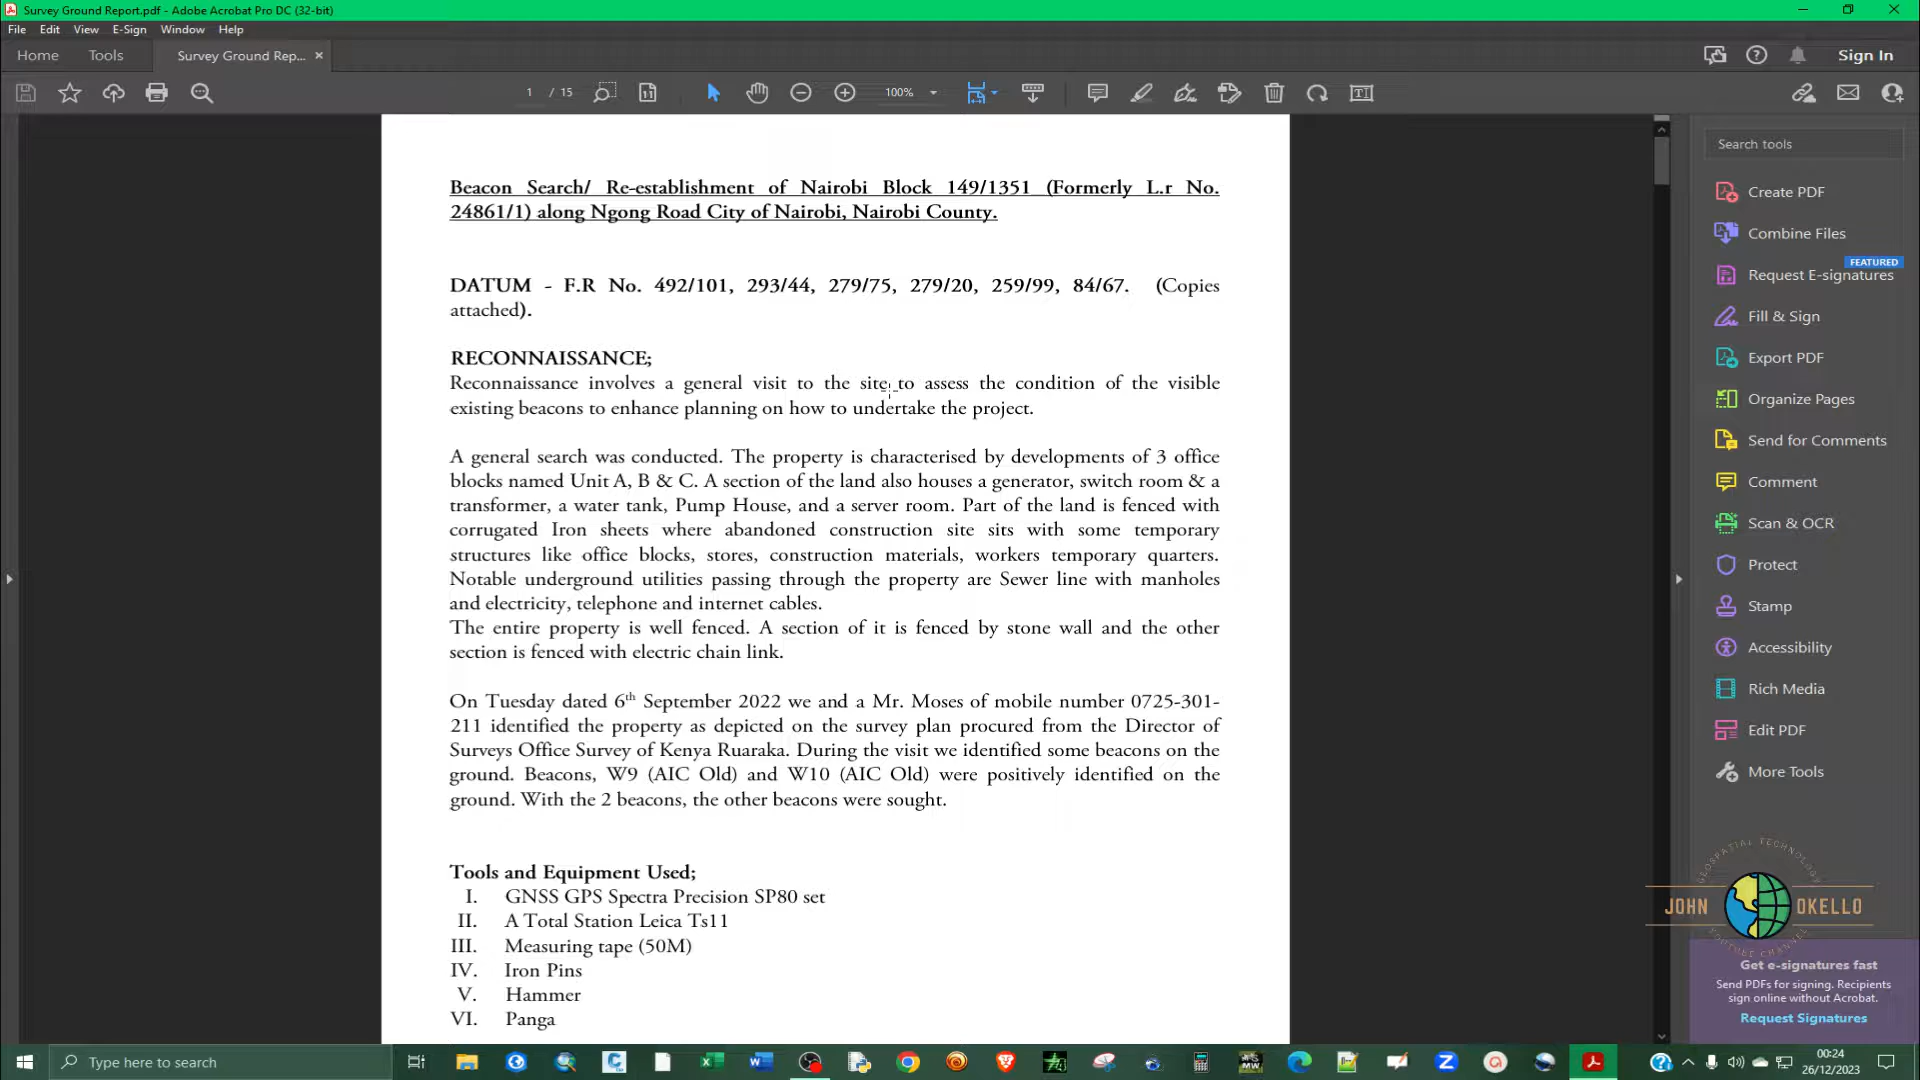 Survey Ground Report.pdf - Adobe Acrobat Pro DC (32-bit)
File Edit View E-Sign Window Help
Home Tools Survey Ground Rep... × Sign In
1 / 15 100%
Beacon Search/ Re-establishment of Nairobi Block 149/1351 (Formerly L.r No.
24861/1) along Ngong Road City of Nairobi, Nairobi County.
DATUM - F.R No. 492/101, 293/44, 279/75, 279/20, 259/99, 84/67. (Copies
attached).
RECONNAISSANCE;
Reconnaissance involves a general visit to the site to assess the condition of the visible
existing beacons to enhance planning on how to undertake the project.
A general search was conducted. The property is characterised by developments of 3 office
blocks named Unit A, B & C. A section of the land also houses a generator, switch room & a
transformer, a water tank, Pump House, and a server room. Part of the land is fenced with
corrugated Iron sheets where abandoned construction site sits with some temporary
structures like office blocks, stores, construction materials, workers temporary quarters.
Notable underground utilities passing through the property are Sewer line with manholes
and electricity, telephone and internet cables.
The entire property is well fenced. A section of it is fenced by stone wall and the other
section is fenced with electric chain link.
On Tuesday dated 6th September 2022 we and a Mr. Moses of mobile number 0725-301-
211 identified the property as depicted on the survey plan procured from the Director of
Surveys Office Survey of Kenya Ruaraka. During the visit we identified some beacons on the
ground. Beacons, W9 (AIC Old) and W10 (AIC Old) were positively identified on the
ground. With the 2 beacons, the other beacons were sought.
Tools and Equipment Used;
I. GNSS GPS Spectra Precision SP80 set
II. A Total Station Leica Ts11
III. Measuring tape (50M)
IV. Iron Pins
V. Hammer
VI. Panga
Search tools
Create PDF
Combine Files
FEATURED
Request E-signatures
Fill & Sign
Export PDF
Organize Pages
Send for Comments
Comment
Scan & OCR
Protect
Stamp
Accessibility
Rich Media
Edit PDF
More Tools
GEOSPATIAL TECHNOLOGY
JOHN OKELLO
YOUTUBE CHANNEL
Get e-signatures fast
Send PDFs for signing. Recipients
sign online without Acrobat.
Request Signatures
Type here to search
00:24
26/12/2023